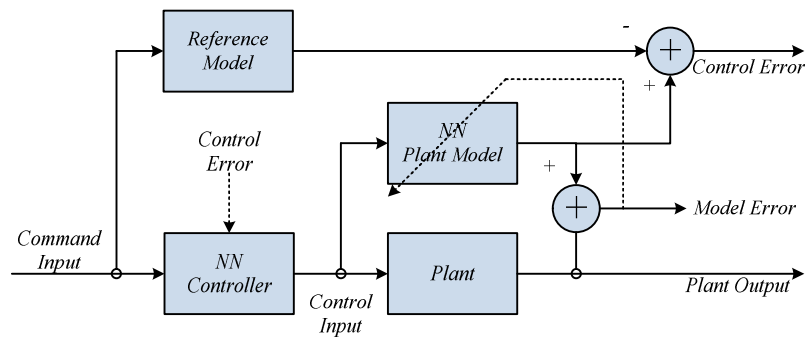 Reference
Model
-
+
Control Error
+
NN
Plant Model
Control
Error
+
+
Model Error
Command
Input
NN
Controller
Plant
Control
Input
Plant Output